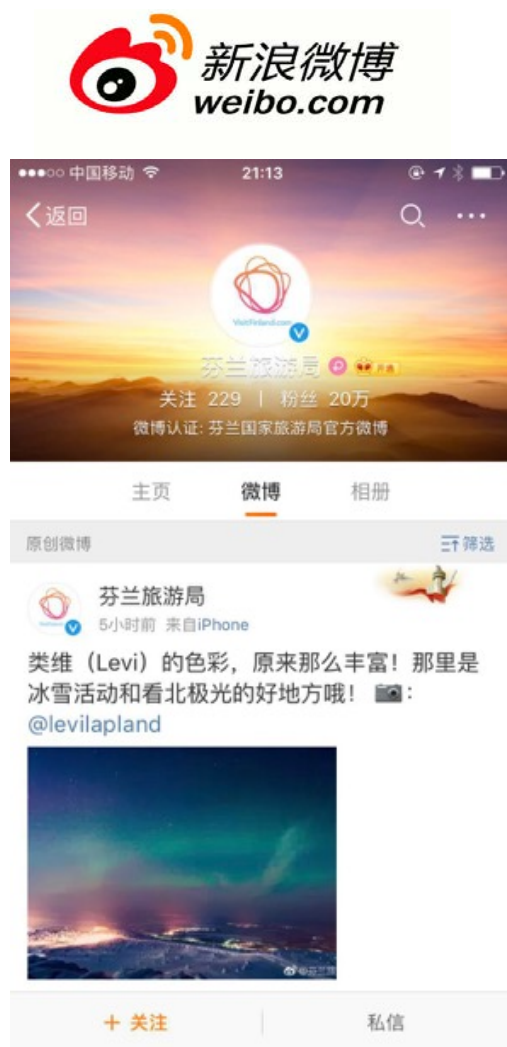 新浪微博
weibo.com
中国移动 21:13
返回
VisitFinland.com
芬兰旅游局
关注 229 | 粉丝 20万
微博认证: 芬兰国家旅游局官方微博
主页 微博 相册
原创微博 筛选
芬兰旅游局
5小时前 来自iPhone
类维（Levi）的色彩，原来那么丰富！那里是
冰雪活动和看北极光的好地方哦！📷：
@levilapland
+ 关注 私信